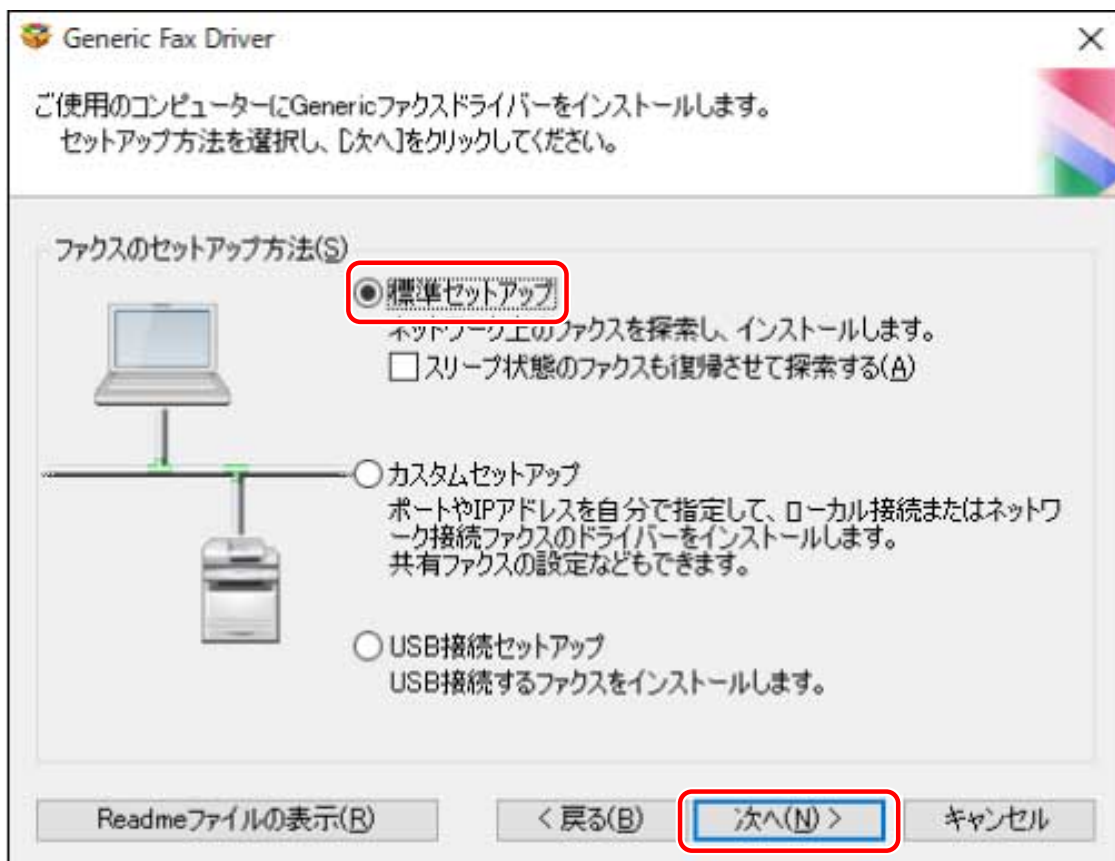 Generic Fax Driver
ご使用のコンピューターにGenericファクスドライバーをインストールします。
セットアップ方法を選択し、[次へ]をクリックしてください。
ファクスのセットアップ方法(S)
標準セットアップ
ネットワーク上のファクスを探索し、インストールします。
スリープ状態のファクスも復帰させて探索する(A)
カスタムセットアップ
ポートやIPアドレスを自分で指定して、ローカル接続またはネットワ
ーク接続ファクスのドライバーをインストールします。
共有ファクスの設定などもできます。
USB接続セットアップ
USB接続するファクスをインストールします。
Readmeファイルの表示(R)
< 戻る(B)
次へ(N) >
キャンセル